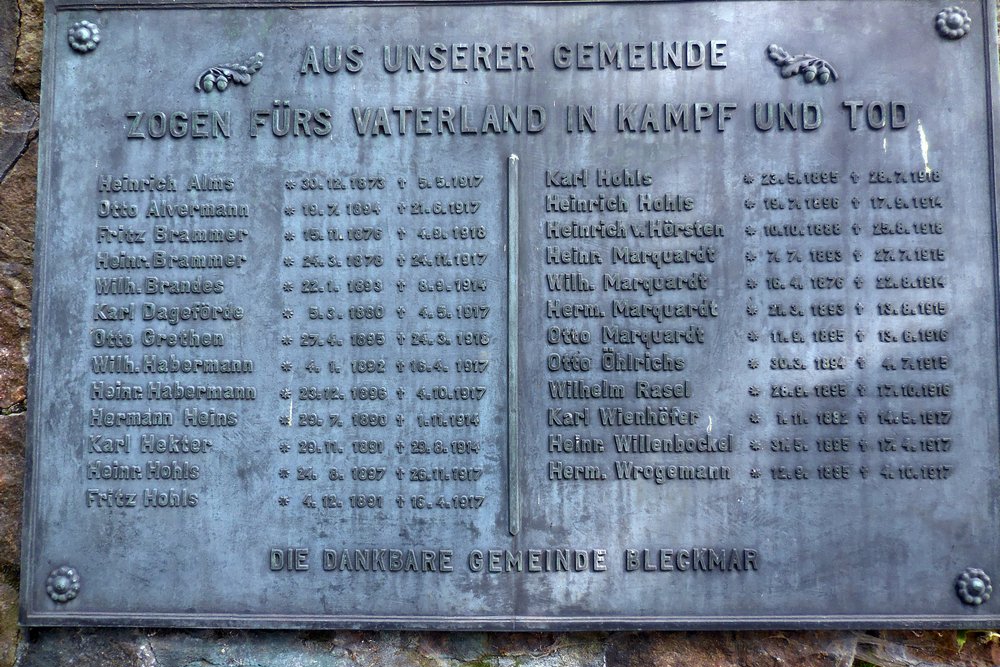 AUS UNSERER GEMEINDE
ZOGEN FÜRS VATERLAND IN KAMPF UND TOD
Heinrich Alms * 30.12.1873 † 5.5.1917
Otto Alvermann * 19.7.1894 † 21.6.1917
Fritz Brammer * 15.11.1876 † 4.9.1918
Heinr. Brammer * 24.3.1878 † 24.11.1917
Wilh. Brandes * 22.1.1893 † 8.9.1914
Karl Dageförde * 5.3.1880 † 4.5.1917
Otto Grethen * 27.4.1895 † 24.3.1918
Wilh. Habermann * 4.1.1892 † 16.4.1917
Heinr. Habermann * 23.12.1896 † 4.10.1917
Hermann Heins * 29.7.1890 † 1.11.1914
Karl Hekter * 29.11.1891 † 29.8.1914
Heinr. Hohls * 24.8.1897 † 26.11.1917
Fritz Hohls * 4.12.1891 † 16.4.1917
Karl Hohls * 23.5.1895 † 28.7.1918
Heinrich Hohls * 19.7.1896 † 17.9.1914
Heinrich v. Hörsten * 10.10.1888 † 25.8.1918
Heinr. Marquardt * 7.7.1893 † 27.7.1915
Wilh. Marquardt * 16.4.1876 † 22.8.1914
Herm. Marquardt * 21.3.1893 † 13.8.1915
Otto Marquardt * 11.9.1895 † 13.6.1916
Otto Öhlrichs * 30.3.1894 † 4.7.1915
Wilhelm Rasel * 26.9.1895 † 17.10.1916
Karl Wienhöfer * 1.11.1882 † 14.5.1917
Heinr. Willenbockel * 31.5.1895 † 17.4.1917
Herm. Wrogemann * 12.9.1885 † 4.10.1917
DIE DANKBARE GEMEINDE BLECKMAR